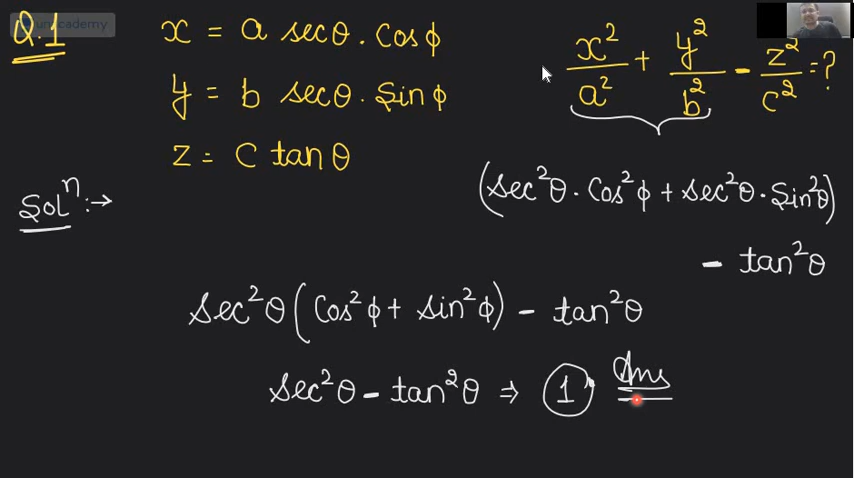 Q.1
x = a secθ . Cosφ
y = b secθ . Sinφ
z = C tanθ
x²/a² + y²/b² - z²/c² = ?
Solⁿ :→
(sec²θ . Cos²φ + sec²θ . Sin²θ)
- tan²θ
sec²θ (Cos²φ + sin²φ) - tan²θ
sec²θ - tan²θ ⇒ 1 Ans